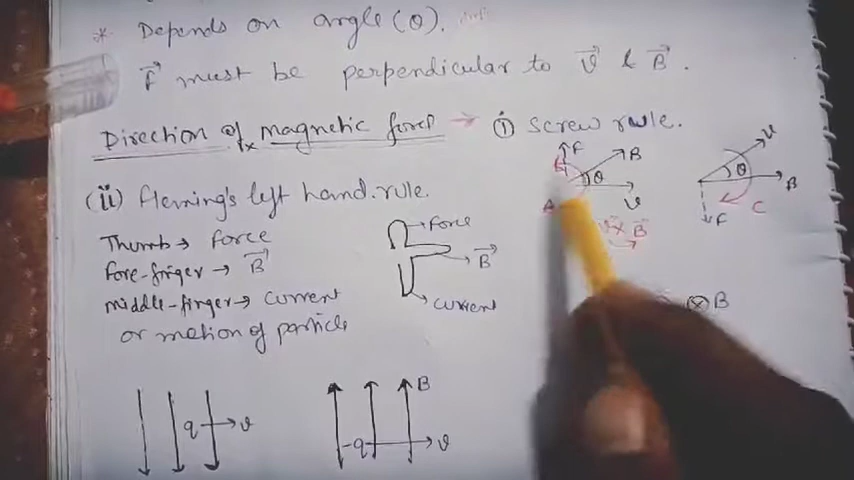 * Depends on angle (θ).
F⃗ must be perpendicular to V⃗ & B⃗.
Direction of magnetic force → (i) Screw rule.
F B θ V A
V θ B F C
V⃗ × B⃗
(ii) Fleming's left hand. rule.
Thumb → force
Fore-finger → B⃗
Middle-finger → Current
or motion of particle
Force
B⃗
Current
⊗ B
q V
B
-q V